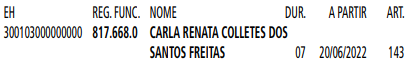 EH REG. FUNC. NOME DUR. A PARTIR ART.
300103000000000 817.668.0 CARLA RENATA COLLETES DOS
SANTOS FREITAS 07 20/06/2022 143